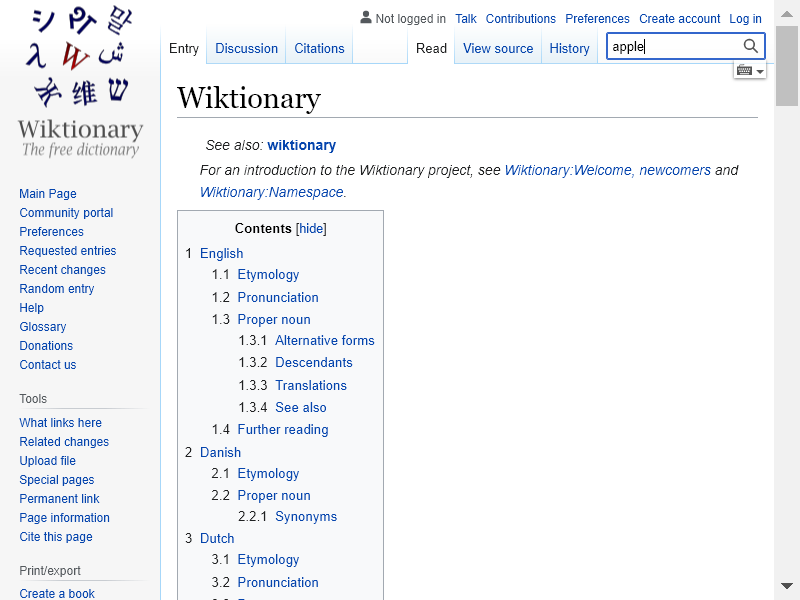 Not logged in Talk Contributions Preferences Create account Log in
Entry Discussion Citations Read View source History apple
Wiktionary
The free dictionary
Main Page
Community portal
Preferences
Requested entries
Recent changes
Random entry
Help
Glossary
Donations
Contact us
Tools
What links here
Related changes
Upload file
Special pages
Permanent link
Page information
Cite this page
Print/export
Create a book
Wiktionary
See also: wiktionary
For an introduction to the Wiktionary project, see Wiktionary:Welcome, newcomers and
Wiktionary:Namespace.
Contents [hide]
1 English
1.1 Etymology
1.2 Pronunciation
1.3 Proper noun
1.3.1 Alternative forms
1.3.2 Descendants
1.3.3 Translations
1.3.4 See also
1.4 Further reading
2 Danish
2.1 Etymology
2.2 Proper noun
2.2.1 Synonyms
3 Dutch
3.1 Etymology
3.2 Pronunciation